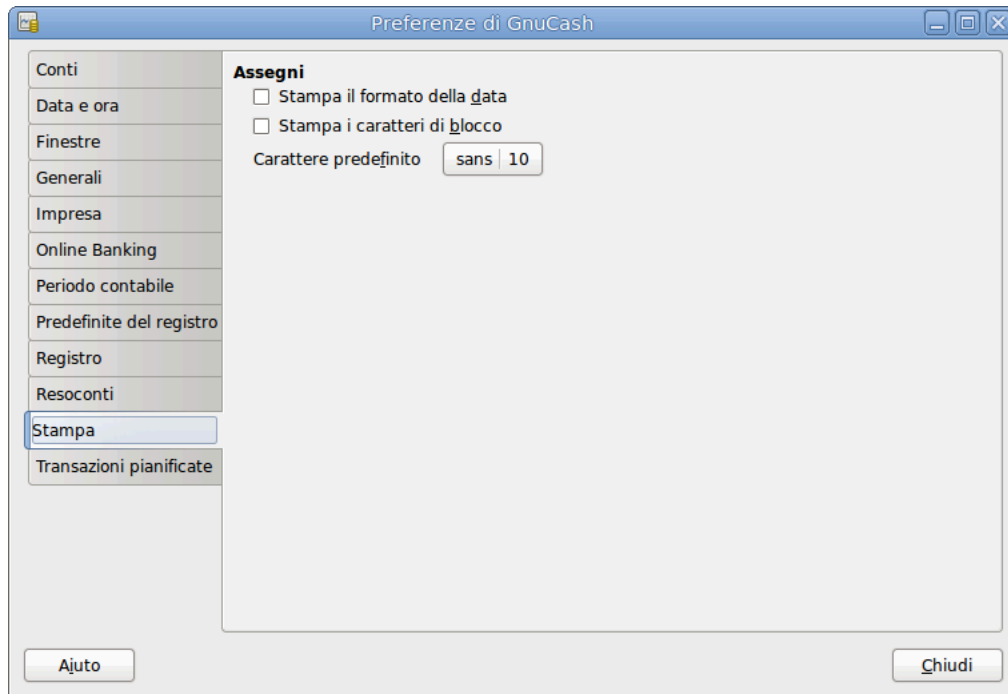 Preferenze di GnuCash
Conti
Data e ora
Finestre
Generali
Impresa
Online Banking
Periodo contabile
Predefinite del registro
Registro
Resoconti
Stampa
Transazioni pianificate
Assegni
Stampa il formato della data
Stampa i caratteri di blocco
Carattere predefinito sans 10
Aiuto
Chiudi